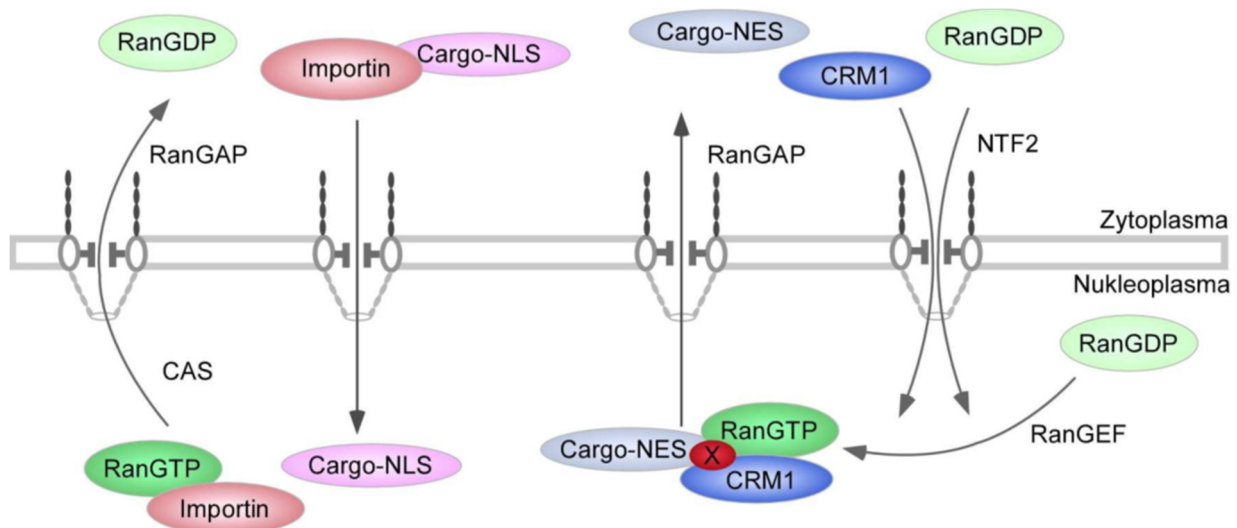 RanGDP
Importin
Cargo-NLS
Cargo-NES
CRM1
RanGDP
RanGAP
RanGAP
NTF2
Zytoplasma
Nukleoplasma
RanGDP
CAS
RanGEF
RanGTP
Importin
Cargo-NLS
Cargo-NES
X
RanGTP
CRM1